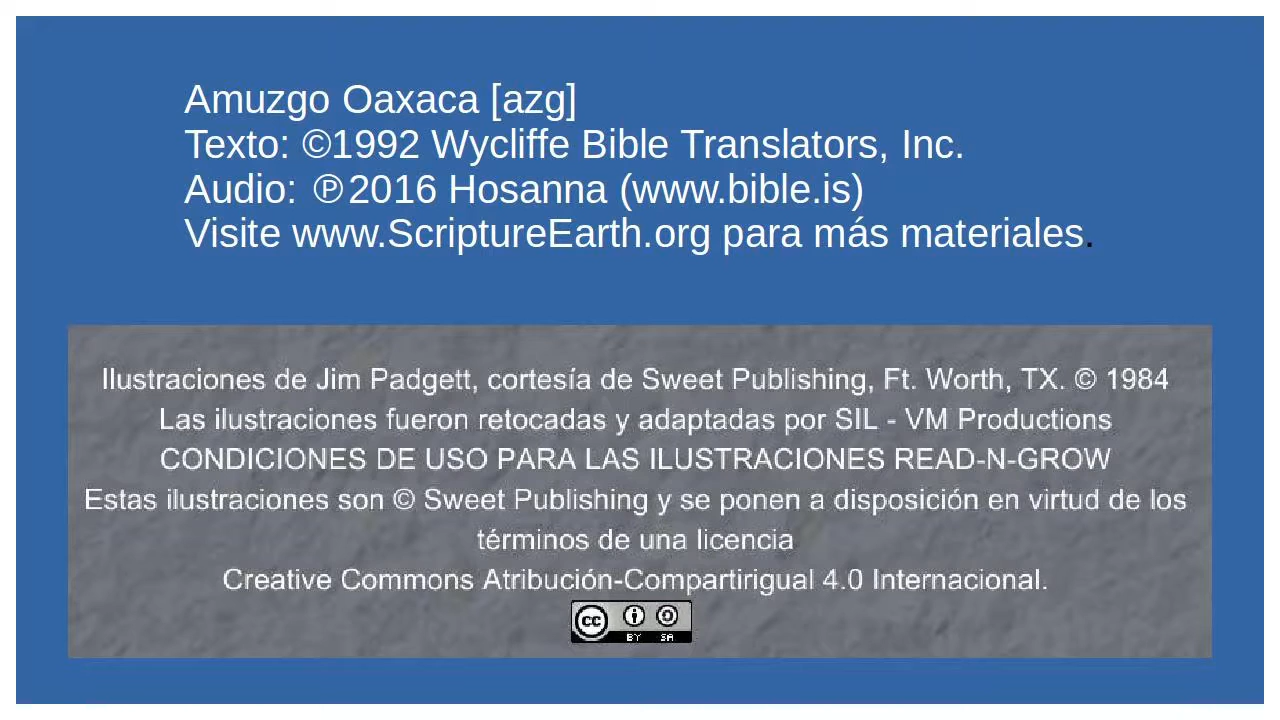 Amuzgo Oaxaca [azg]
Texto: ©1992 Wycliffe Bible Translators, Inc.
Audio: ℗2016 Hosanna (www.bible.is)
Visite www.ScriptureEarth.org para más materiales.
Ilustraciones de Jim Padgett, cortesía de Sweet Publishing, Ft. Worth, TX. © 1984
Las ilustraciones fueron retocadas y adaptadas por SIL - VM Productions
CONDICIONES DE USO PARA LAS ILUSTRACIONES READ-N-GROW
Estas ilustraciones son © Sweet Publishing y se ponen a disposición en virtud de los
términos de una licencia
Creative Commons Atribución-Compartirigual 4.0 Internacional.
cc
BY SA